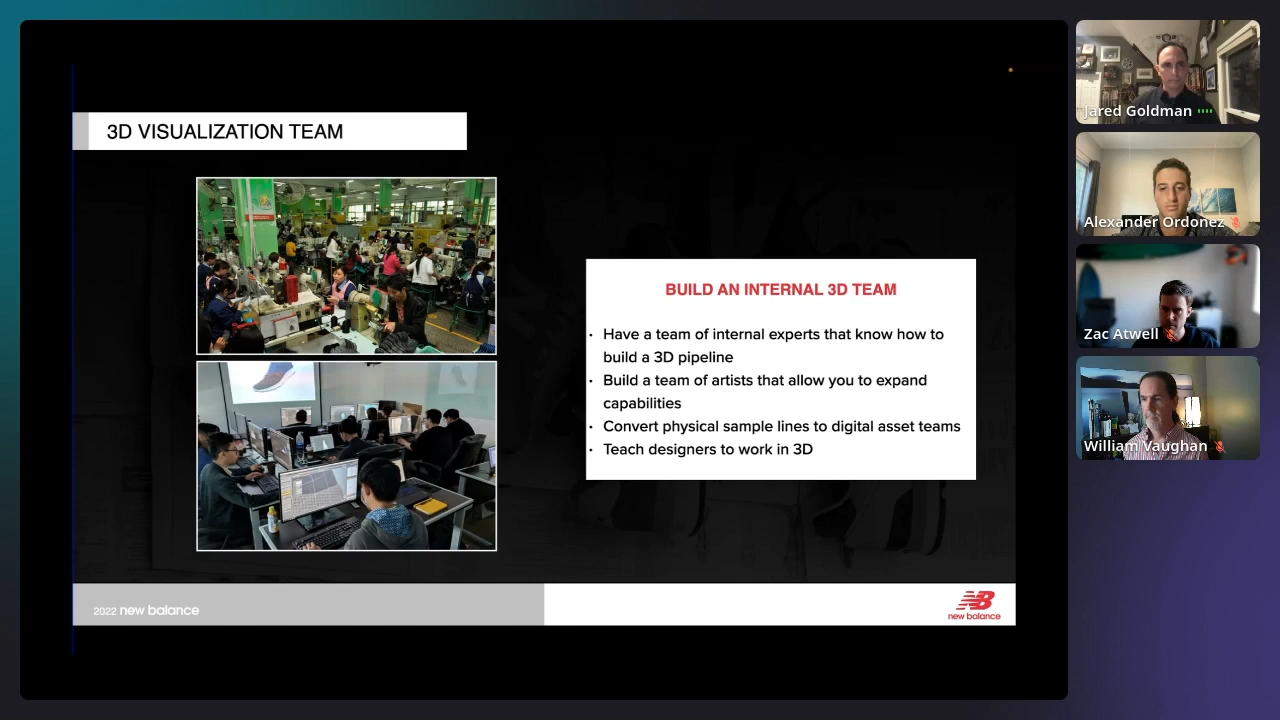 3D VISUALIZATION TEAM
BUILD AN INTERNAL 3D TEAM
· Have a team of internal experts that know how to
build a 3D pipeline
· Build a team of artists that allow you to expand
capabilities
· Convert physical sample lines to digital asset teams
· Teach designers to work in 3D
2022 new balance
NB
new balance
Jared Goldman
Alexander Ordonez
Zac Atwell
William Vaughan